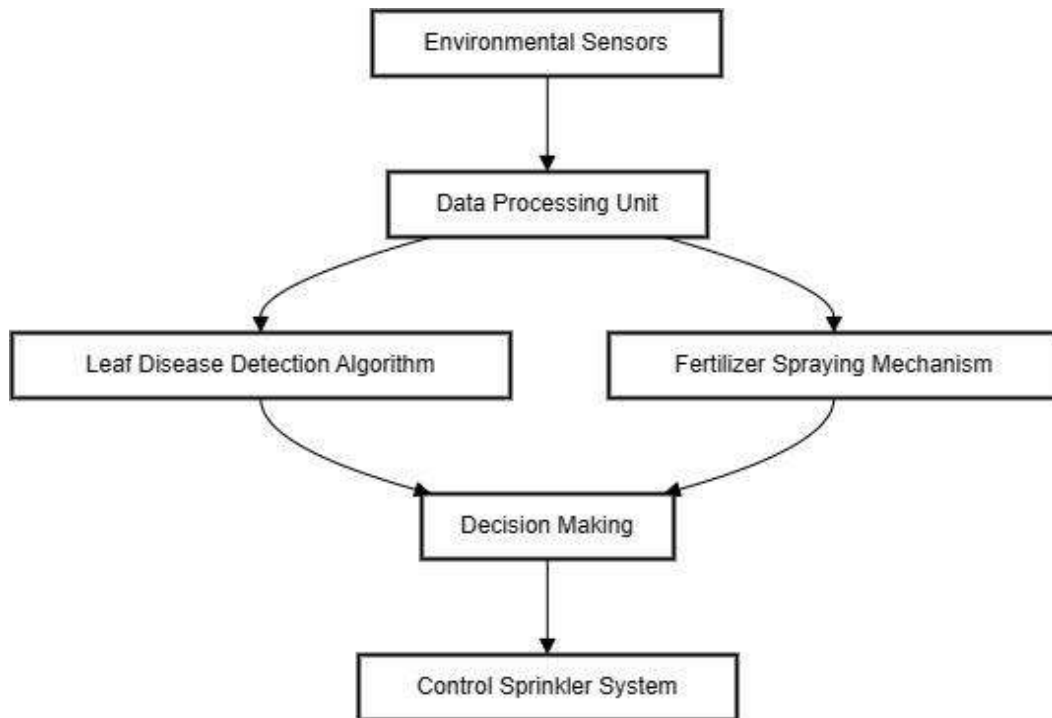 Environmental Sensors
Data Processing Unit
Leaf Disease Detection Algorithm
Fertilizer Spraying Mechanism
Decision Making
Control Sprinkler System